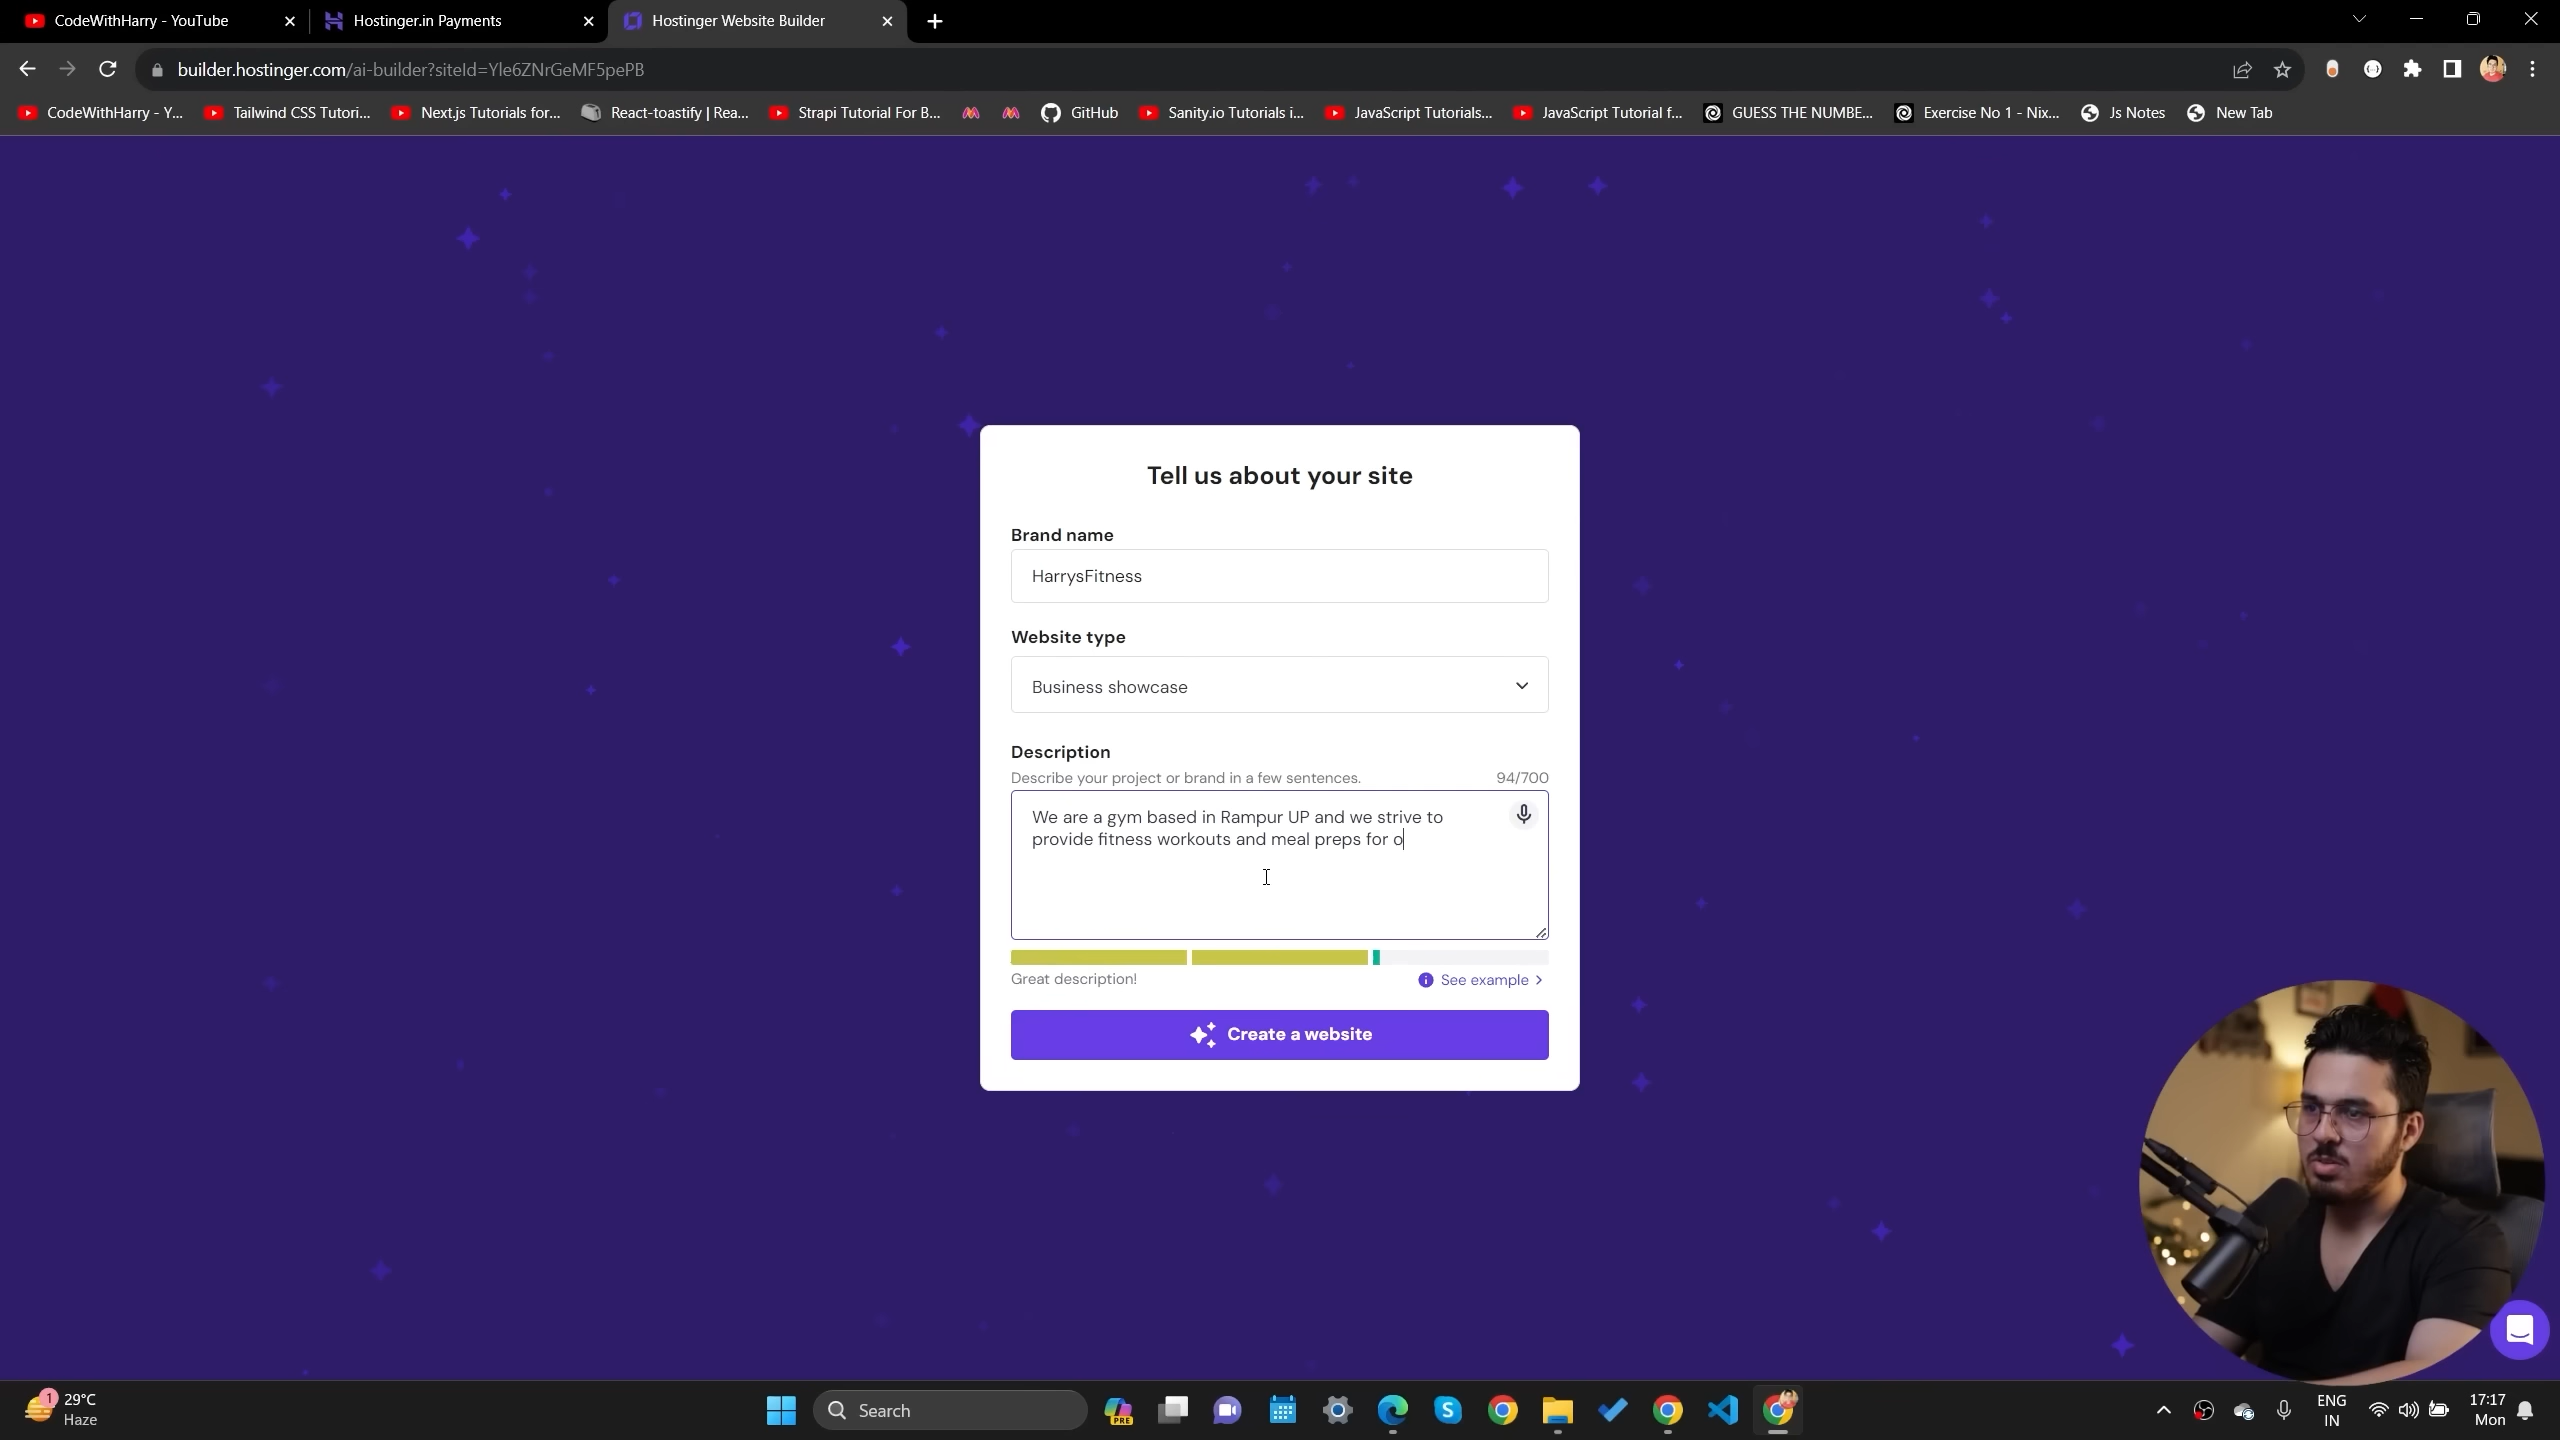 CodeWithHarry - YouTube
Hostinger.in Payments
Hostinger Website Builder
builder.hostinger.com/ai-builder?siteId=Yle6ZNrGeMF5pePB
CodeWithHarry - Y...
Tailwind CSS Tutori...
Next.js Tutorials for...
React-toastify | Rea...
Strapi Tutorial For B...
GitHub
Sanity.io Tutorials i...
JavaScript Tutorials...
JavaScript Tutorial f...
GUESS THE NUMBE...
Exercise No 1 - Nix...
Js Notes
New Tab
Tell us about your site
Brand name
HarrysFitness
Website type
Business showcase
Description
Describe your project or brand in a few sentences.
94/700
We are a gym based in Rampur UP and we strive to
provide fitness workouts and meal preps for o
Great description!
See example
Create a website
1
29°C
Haze
Search
PRE
ENG
IN
17:17
Mon